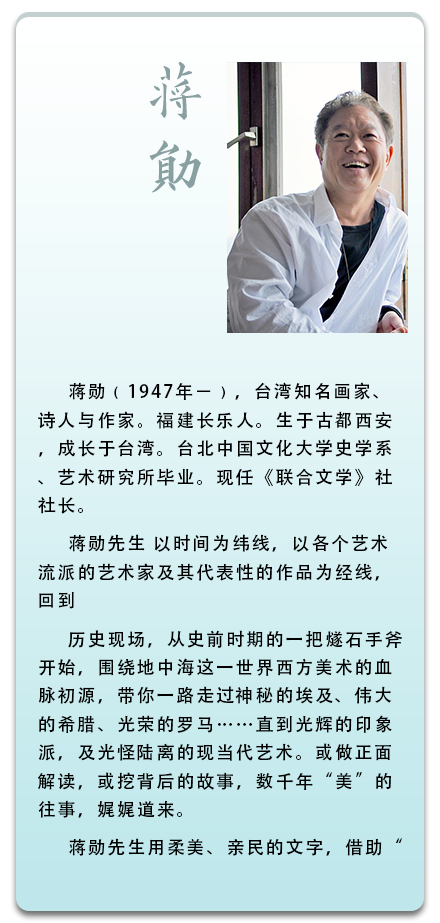 蒋
勋
蒋勋（1947年－），台湾知名画家、
诗人与作家。福建长乐人。生于古都西安
，成长于台湾。台北中国文化大学史学系
、艺术研究所毕业。现任《联合文学》社
社长。
蒋勋先生 以时间为纬线，以各个艺术
流派的艺术家及其代表性的作品为经线，
回到
历史现场，从史前时期的一把燧石手斧
开始，围绕地中海这一世界西方美术的血
脉初源，带你一路走过神秘的埃及、伟大
的希腊、光荣的罗马……直到光辉的印象
派，及光怪陆离的现当代艺术。或做正面
解读，或挖背后的故事，数千年“美”的
往事，娓娓道来。
蒋勋先生用柔美、亲民的文字，借助“